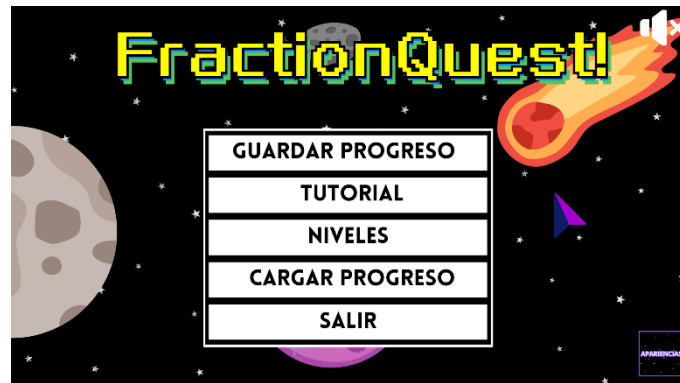 FractionQuest!
GUARDAR PROGRESO
TUTORIAL
NIVELES
CARGAR PROGRESO
SALIR
APARIENCIAS